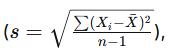 (s = √(∑(Xᵢ−X̄)²/(n−1)),